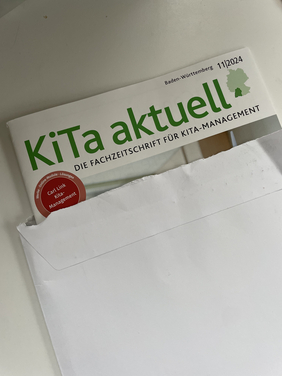 Baden-Württemberg 11|2024
KiTa aktuell
DIE FACHZEITSCHRIFT FÜR KITA-MANAGEMENT
Carl Link
Kita-
Management